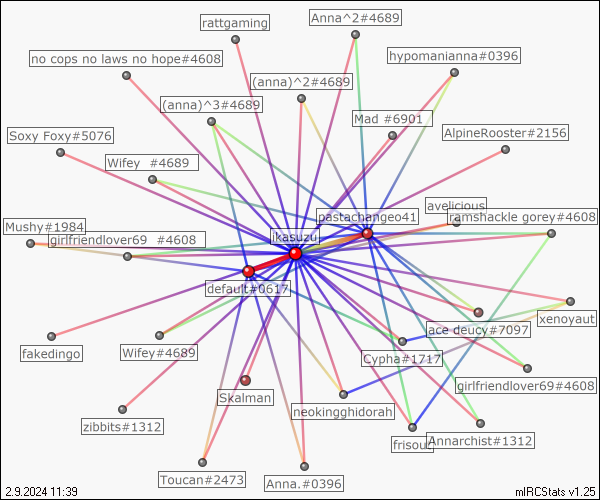 rattgaming
Anna^2#4689
no cops no laws no hope#4608
hypomanianna#0396
(anna)^2#4689
(anna)^3#4689
Mad #6901
Soxy Foxy#5076
AlpineRooster#2156
Wifey #4689
avelicious
pastachangeo41
ramshackle gorey#4608
Mushy#1984
girlfriendlover69 #4608
ikasuzu
default#0617
xenoyaut
ace deucy#7097
fakedingo
Wifey#4689
Cypha#1717
girlfriendlover69#4608
Skalman
neokingghidorah
zibbits#1312
frisout
Annarchist#1312
Toucan#2473
Anna.#0396
2.9.2024 11:39
mIRCStats v1.25